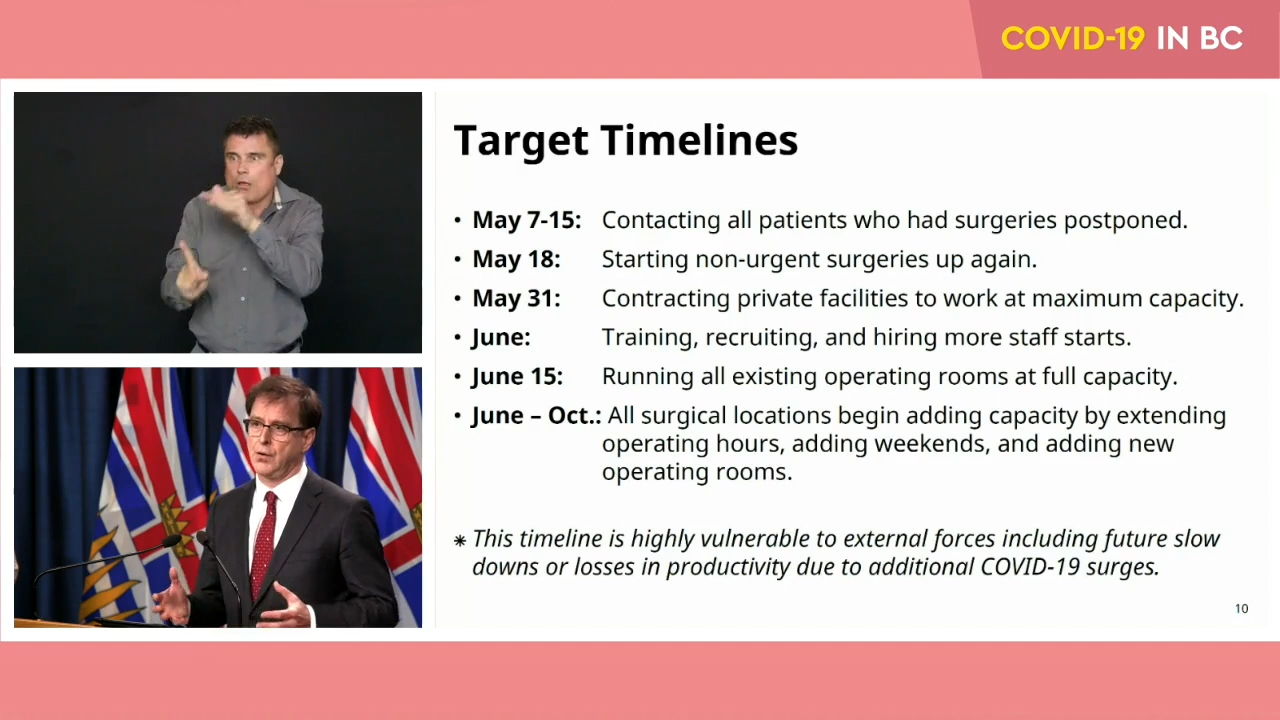 COVID-19 IN BC
Target Timelines
• May 7-15: Contacting all patients who had surgeries postponed.
• May 18: Starting non-urgent surgeries up again.
• May 31: Contracting private facilities to work at maximum capacity.
• June: Training, recruiting, and hiring more staff starts.
• June 15: Running all existing operating rooms at full capacity.
• June – Oct.: All surgical locations begin adding capacity by extending
operating hours, adding weekends, and adding new
operating rooms.
* This timeline is highly vulnerable to external forces including future slow
downs or losses in productivity due to additional COVID-19 surges.
10